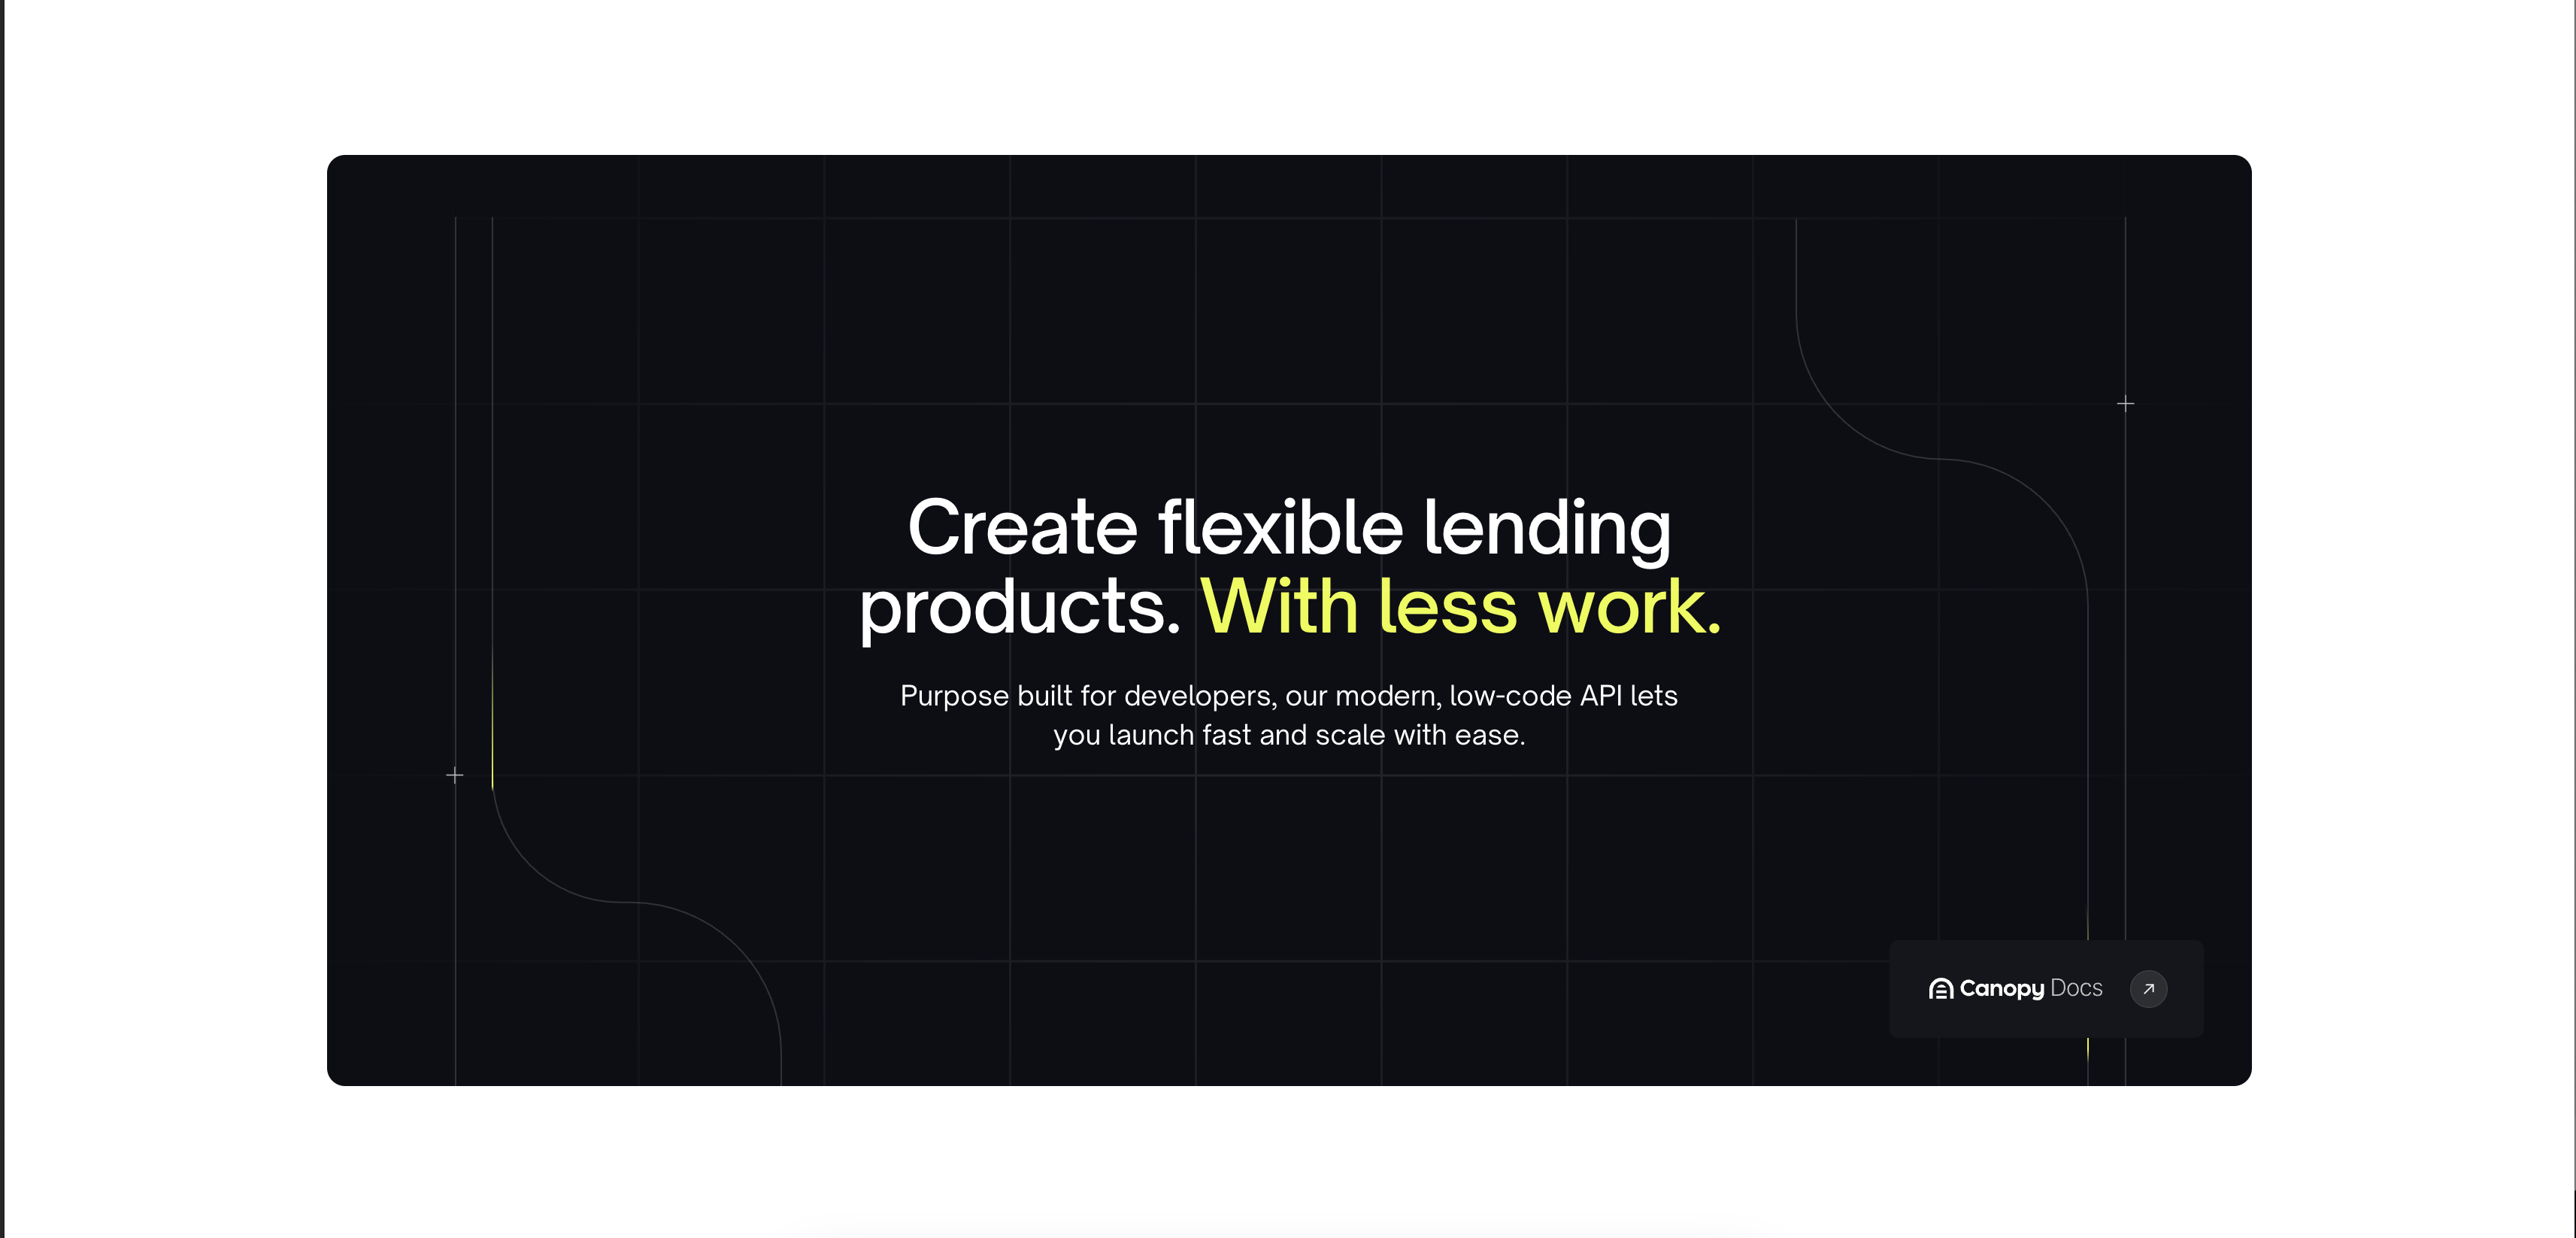 Create flexible lending
products. With less work.
Purpose built for developers, our modern, low-code API lets
you launch fast and scale with ease.
Canopy Docs